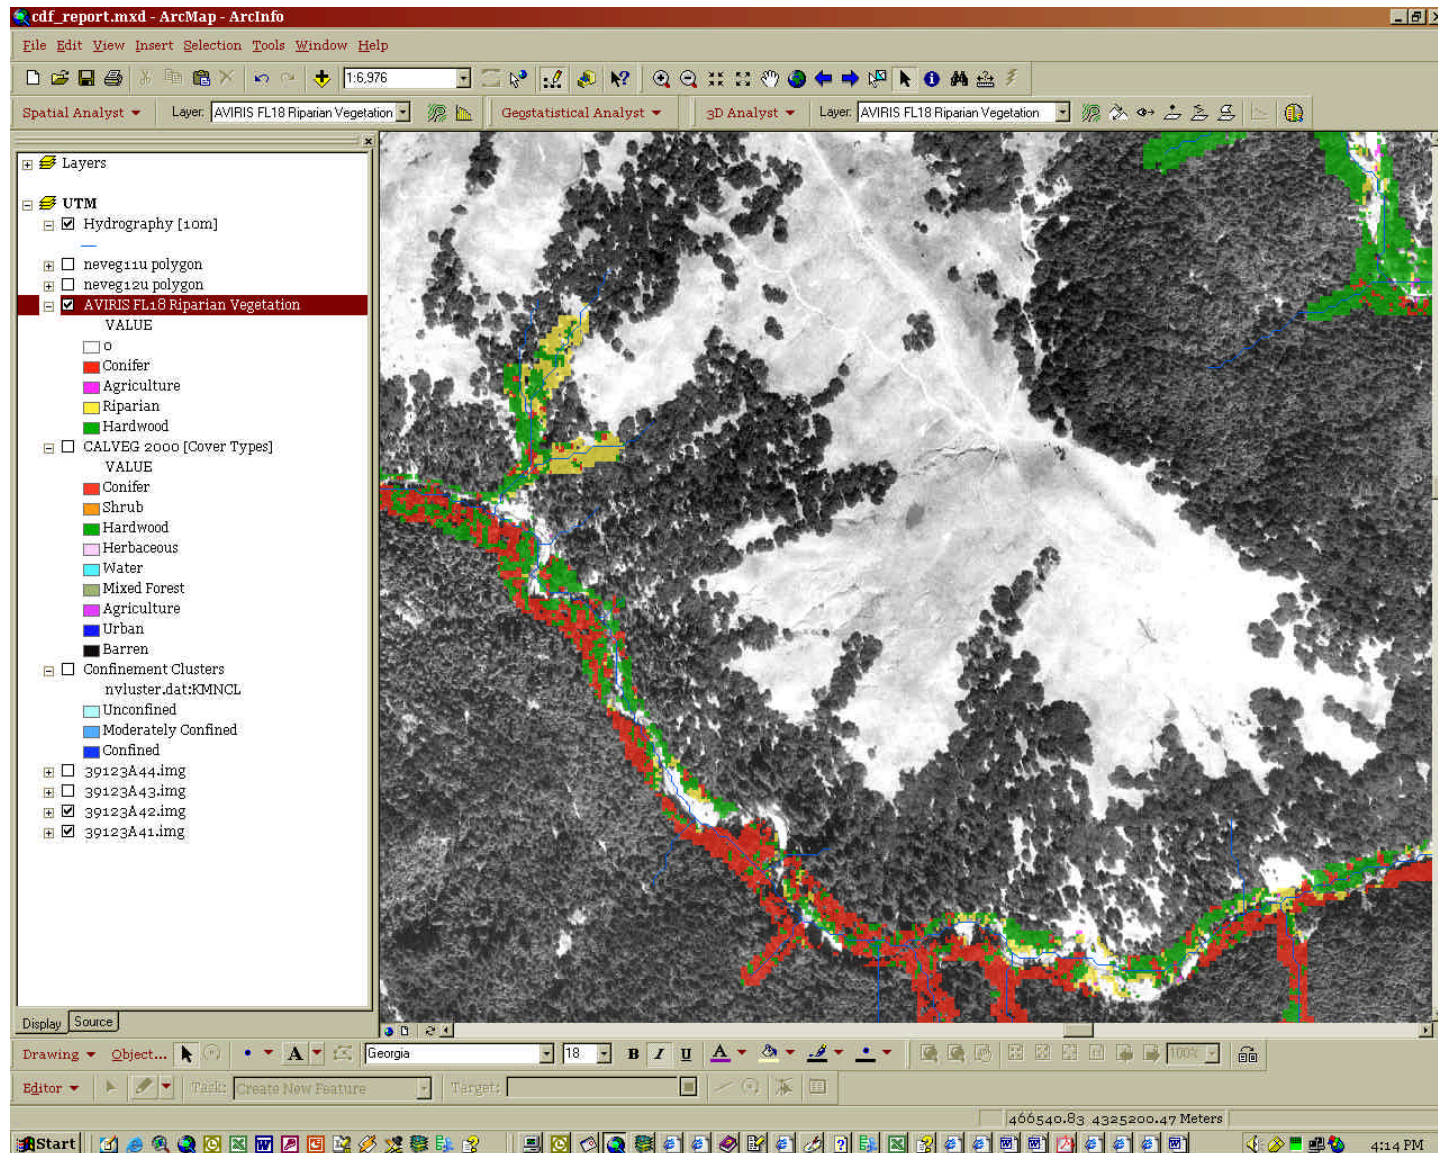 cdf_report.mxd - ArcMap - ArcInfo
File Edit View Insert Selection Tools Window Help
1:6,976
Spatial Analyst Layer: AVIRIS FL18 Riparian Vegetation Geostatistical Analyst 3D Analyst Layer: AVIRIS FL18 Riparian Vegetation
Layers
UTM
Hydrography [10m]
neveg11u polygon
neveg12u polygon
AVIRIS FL18 Riparian Vegetation
VALUE
0
Conifer
Agriculture
Riparian
Hardwood
CALVEG 2000 [Cover Types]
VALUE
Conifer
Shrub
Hardwood
Herbaceous
Water
Mixed Forest
Agriculture
Urban
Barren
Confinement Clusters
nvluster.dat:KMNCL
Unconfined
Moderately Confined
Confined
39123A44.img
39123A43.img
39123A42.img
39123A41.img
Display Source
Drawing Object... A Georgia 18 B I U A 100%
Editor Task: Create New Feature Target:
466540.83 4325200.47 Meters
Start 4:14 PM